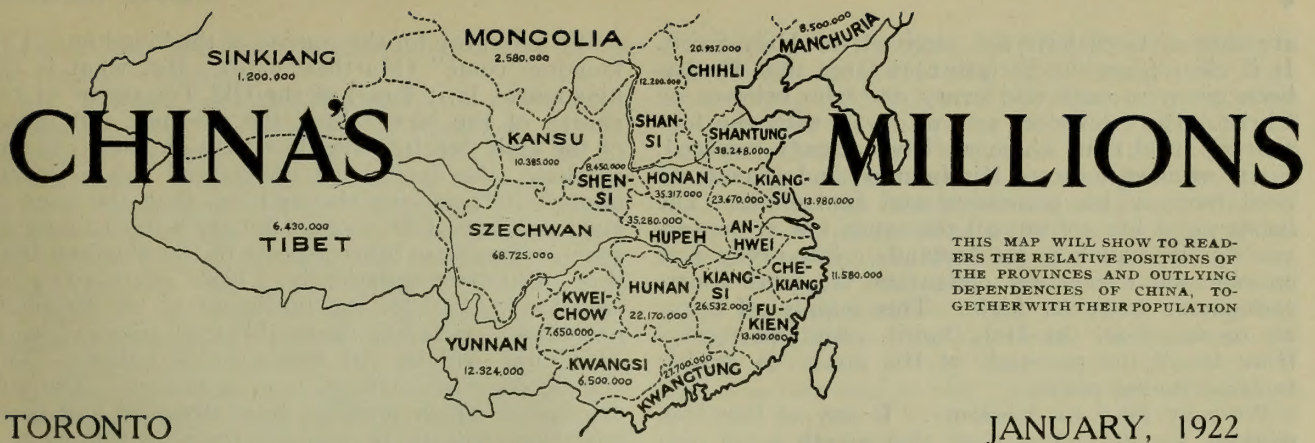 CHINA'S MILLIONS
SINKIANG
1.200.000
MONGOLIA
2.580.000
8.500.000
MANCHURIA
20.937.000
CHIHLI
12.200.000
SHAN-
SI
KANSU
10.385.000
SHANTUNG
38.248.000
8.450.000
SHEN-
SI
HONAN
35.317.000
KIANG-
SU
13.980.000
23.670.000
AN-
HWEI
6.430.000
TIBET
SZECHWAN
68.725.000
35.280.000
HUPEH
CHE-
KIANG
11.580.000
KIANG-
SI
26.532.000
HUNAN
22.170.000
KWEI-
CHOW
7.650.000
FU-
KIEN
13.100.000
YUNNAN
12.324.000
KWANGSI
6.500.000
27.700.000
KWANGTUNG
THIS MAP WILL SHOW TO READ-
ERS THE RELATIVE POSITIONS OF
THE PROVINCES AND OUTLYING
DEPENDENCIES OF CHINA, TO-
GETHER WITH THEIR POPULATION
TORONTO
JANUARY, 1922